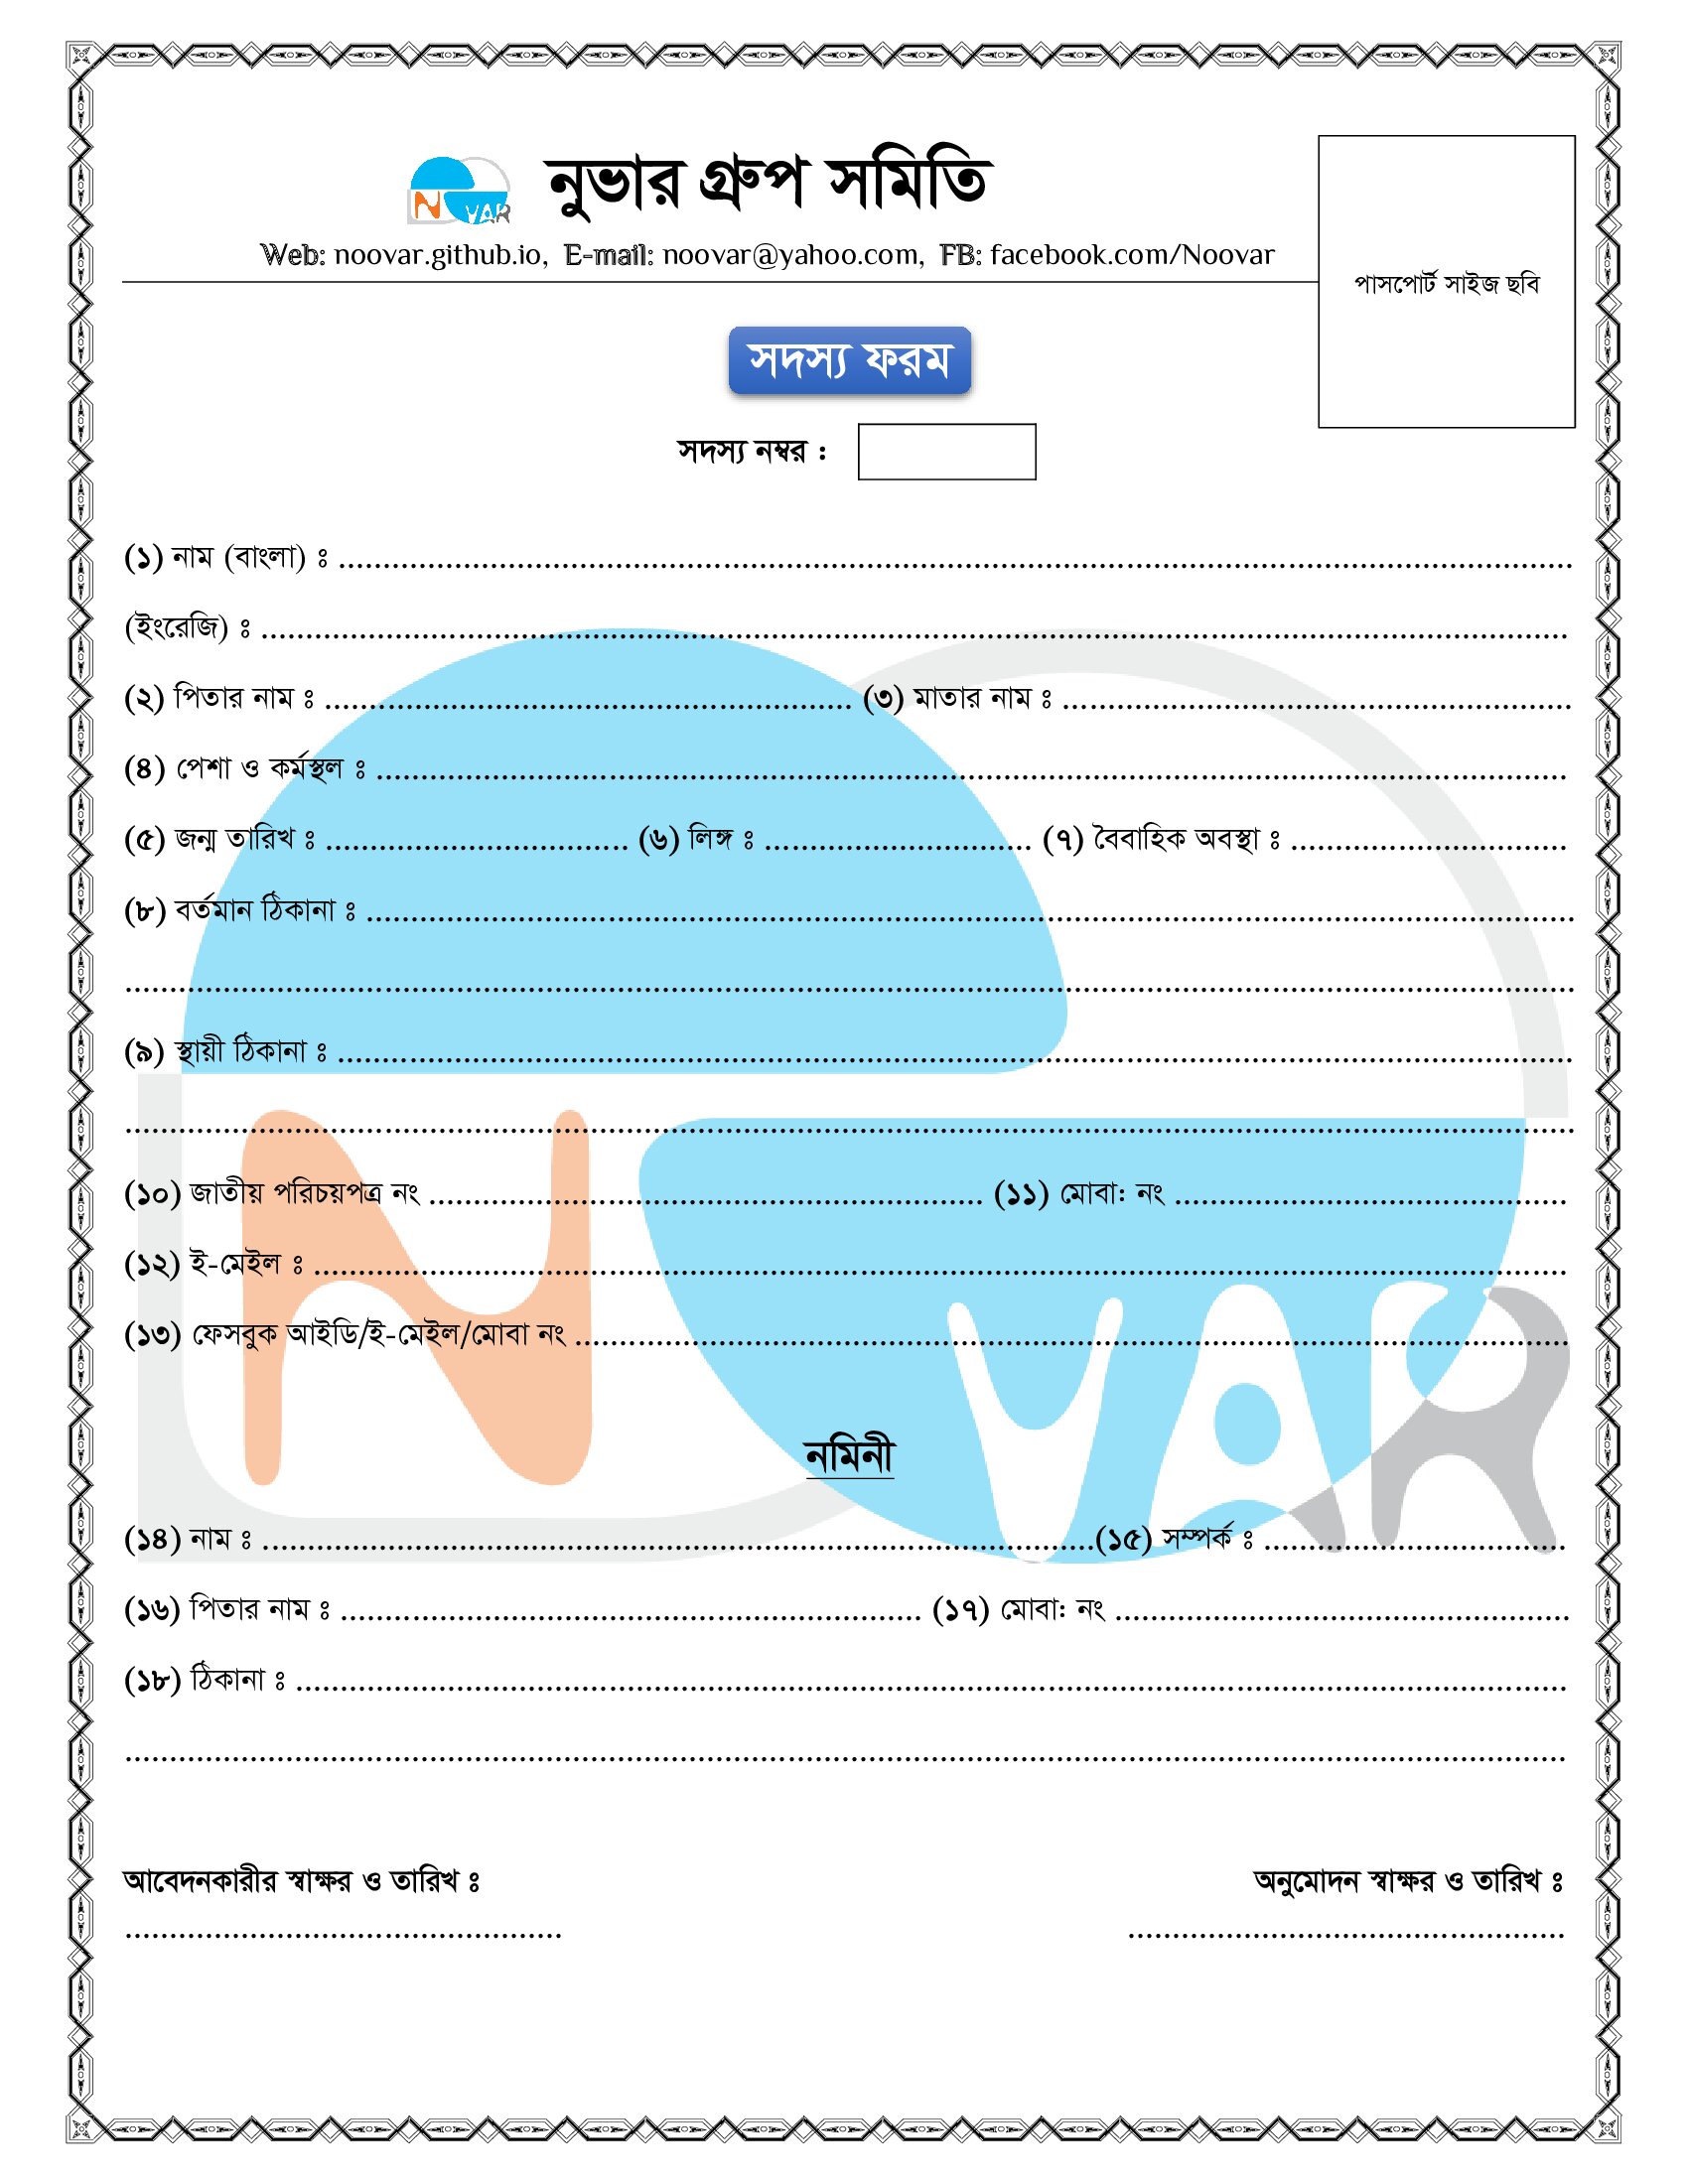 NOVAR নুভার গ্রুপ সমিতি
Web: noovar.github.io, E-mail: noovar@yahoo.com, FB: facebook.com/Noovar
পাসপোর্ট সাইজ ছবি
সদস্য ফরম
সদস্য নম্বর :
(১) নাম (বাংলা) ঃ ................................................................................
(ইংরেজি) ঃ ................................................................................
(২) পিতার নাম ঃ ........................................ (৩) মাতার নাম ঃ ........................................
(৪) পেশা ও কর্মস্থল ঃ ................................................................................
(৫) জন্ম তারিখ ঃ .............................. (৬) লিঙ্গ ঃ .............................. (৭) বৈবাহিক অবস্থা ঃ ..............................
(৮) বর্তমান ঠিকানা ঃ ................................................................................
................................................................................
(৯) স্থায়ী ঠিকানা ঃ ................................................................................
................................................................................
(১০) জাতীয় পরিচয়পত্র নং ........................................ (১১) মোবা: নং ........................................
(১২) ই-মেইল ঃ ................................................................................
(১৩) ফেসবুক আইডি/ই-মেইল/মোবা নং ................................................................................
নমিনী
(১৪) নাম ঃ ........................................(১৫) সম্পর্ক ঃ ..............................
(১৬) পিতার নাম ঃ ........................................ (১৭) মোবা: নং ........................................
(১৮) ঠিকানা ঃ ................................................................................
................................................................................
আবেদনকারীর স্বাক্ষর ও তারিখ ঃ অনুমোদন স্বাক্ষর ও তারিখ ঃ
................................................ ................................................